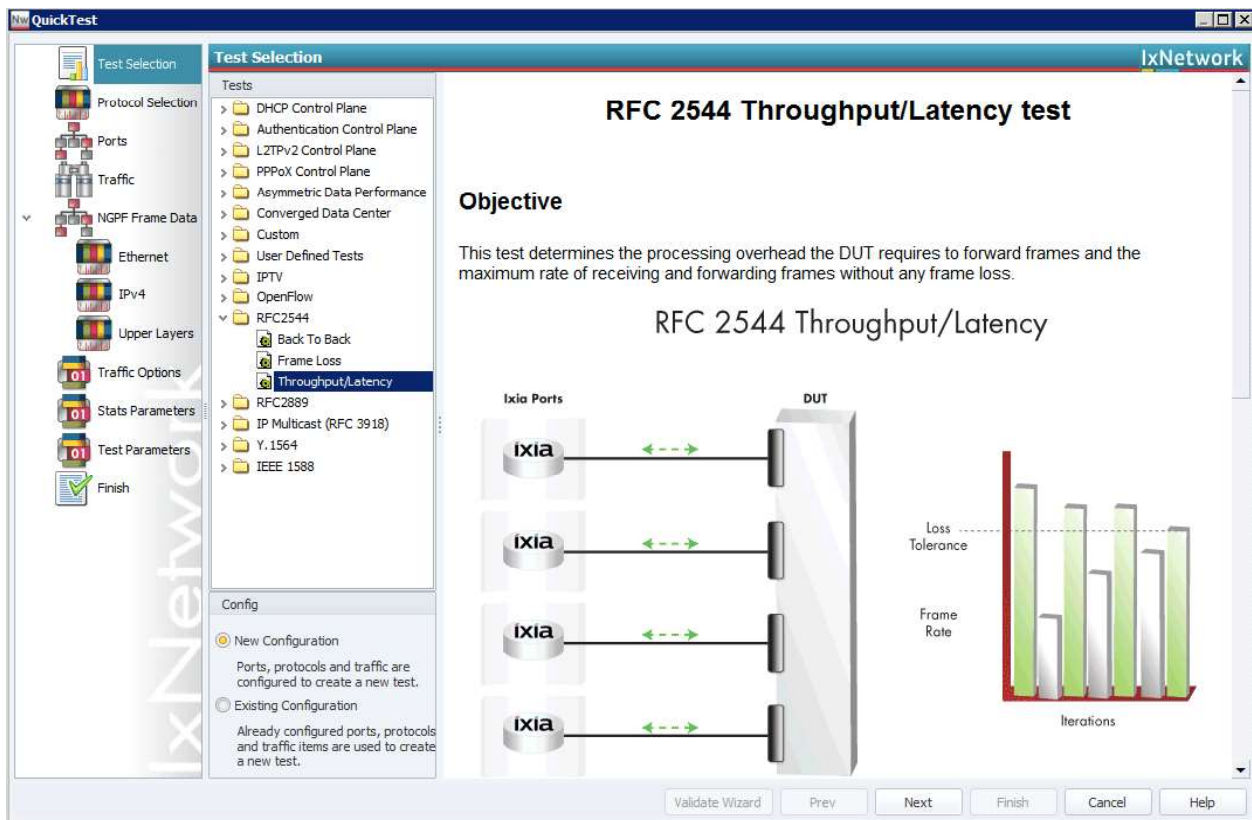 Nw QuickTest
Test Selection
Protocol Selection
Ports
Traffic
NGPF Frame Data
Ethernet
IPv4
Upper Layers
01 Traffic Options
01 Stats Parameters
01 Test Parameters
Finish
IxNetwork
Test Selection
IxNetwork
Tests
DHCP Control Plane
Authentication Control Plane
L2TPv2 Control Plane
PPPoX Control Plane
Asymmetric Data Performance
Converged Data Center
Custom
User Defined Tests
IPTV
OpenFlow
RFC2544
Back To Back
Frame Loss
Throughput/Latency
RFC2889
IP Multicast (RFC 3918)
Y.1564
IEEE 1588
Config
New Configuration
Ports, protocols and traffic are
configured to create a new test.
Existing Configuration
Already configured ports, protocols
and traffic items are used to create
a new test.
RFC 2544 Throughput/Latency test
Objective
This test determines the processing overhead the DUT requires to forward frames and the
maximum rate of receiving and forwarding frames without any frame loss.
RFC 2544 Throughput/Latency
Ixia Ports
DUT
ixia
ixia
ixia
ixia
Loss
Tolerance
Frame
Rate
Iterations
Validate Wizard
Prev
Next
Finish
Cancel
Help